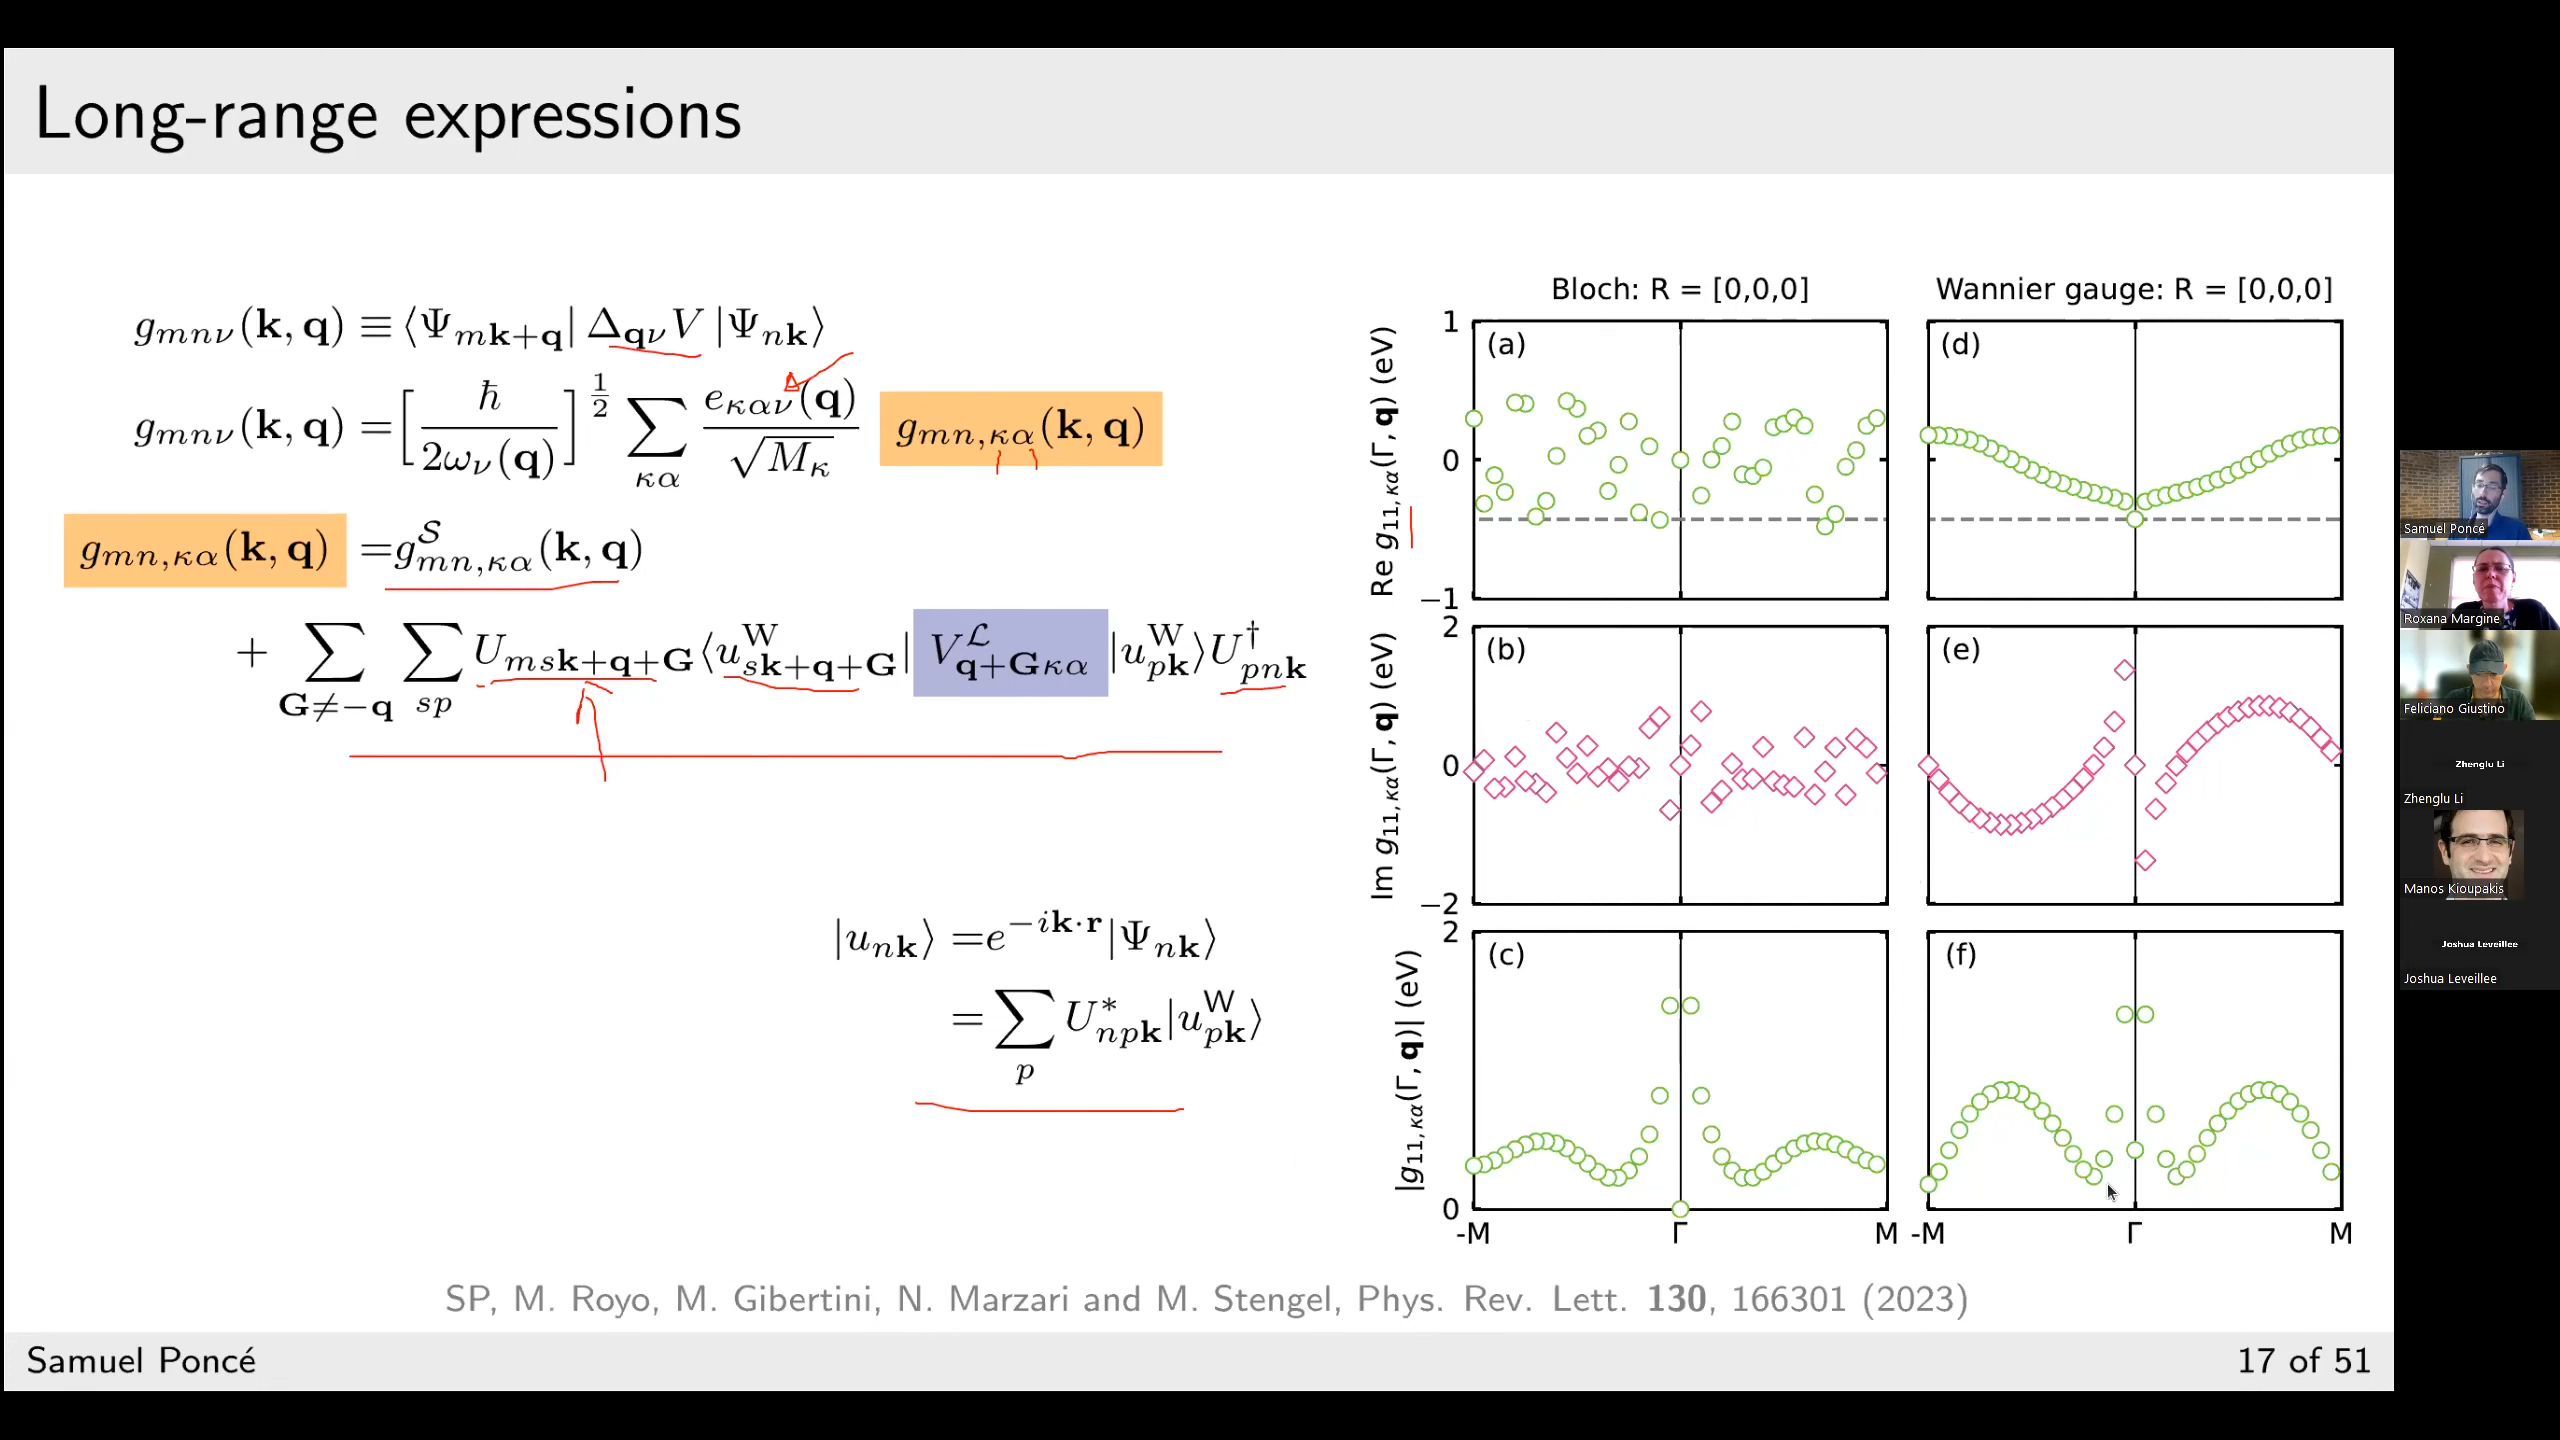 Long-range expressions
g_{mnν}(𝐤, 𝐪) ≡ ⟨Ψ_{m𝐤+𝐪}| Δ_{𝐪ν}V |Ψ_{n𝐤}⟩
g_{mnν}(𝐤, 𝐪) = [ħ / 2ω_ν(𝐪)]^{1/2} ∑_{κα} e_{καν}(𝐪) / √M_κ g_{mn,κα}(𝐤, 𝐪)
g_{mn,κα}(𝐤, 𝐪) = g^𝒮_{mn,κα}(𝐤, 𝐪)
+ ∑_{𝐆≠−𝐪} ∑_{sp} U_{ms𝐤+𝐪+𝐆} ⟨u^W_{s𝐤+𝐪+𝐆}| V^ℒ_{𝐪+𝐆κα} |u^W_{p𝐤}⟩ U^†_{pn𝐤}
|u_{n𝐤}⟩ = e^{−i𝐤·𝐫}|Ψ_{n𝐤}⟩
= ∑_p U^*_{np𝐤}|u^W_{p𝐤}⟩
Bloch: R = [0,0,0]
Wannier gauge: R = [0,0,0]
Re g_{11,κα}(Γ, 𝐪) (eV)
1
0
−1
(a)
(d)
Im g_{11,κα}(Γ, 𝐪) (eV)
2
0
−2
(b)
(e)
|g_{11,κα}(Γ, 𝐪)| (eV)
2
0
(c)
(f)
-M Γ M -M Γ M
SP, M. Royo, M. Gibertini, N. Marzari and M. Stengel, Phys. Rev. Lett. 130, 166301 (2023)
Samuel Poncé
17 of 51
Samuel Poncé
Roxana Margine
Feliciano Giustino
Zhenglu Li
Zhenglu Li
Manos Kioupakis
Joshua Leveillee
Joshua Leveillee